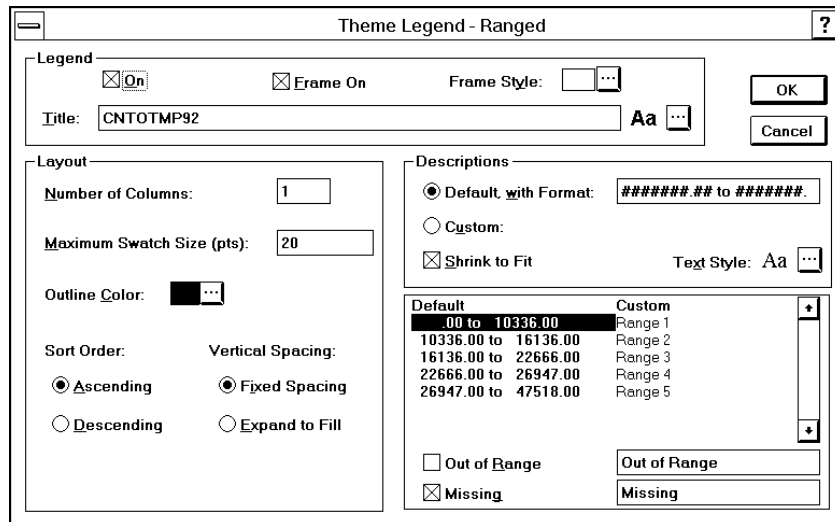 Theme Legend - Ranged
?
Legend
On
Frame On
Frame Style:
...
OK
Title:
CNTOTMP92
Aa
...
Cancel
Layout
Number of Columns:
1
Maximum Swatch Size (pts):
20
Outline Color:
...
Sort Order:
Vertical Spacing:
Ascending
Fixed Spacing
Descending
Expand to Fill
Descriptions
Default, with Format:
#######.## to #######.
Custom:
Shrink to Fit
Text Style:
Aa
...
Default Custom
.00 to 10336.00 Range 1
10336.00 to 16136.00 Range 2
16136.00 to 22666.00 Range 3
22666.00 to 26947.00 Range 4
26947.00 to 47518.00 Range 5
Out of Range
Out of Range
Missing
Missing